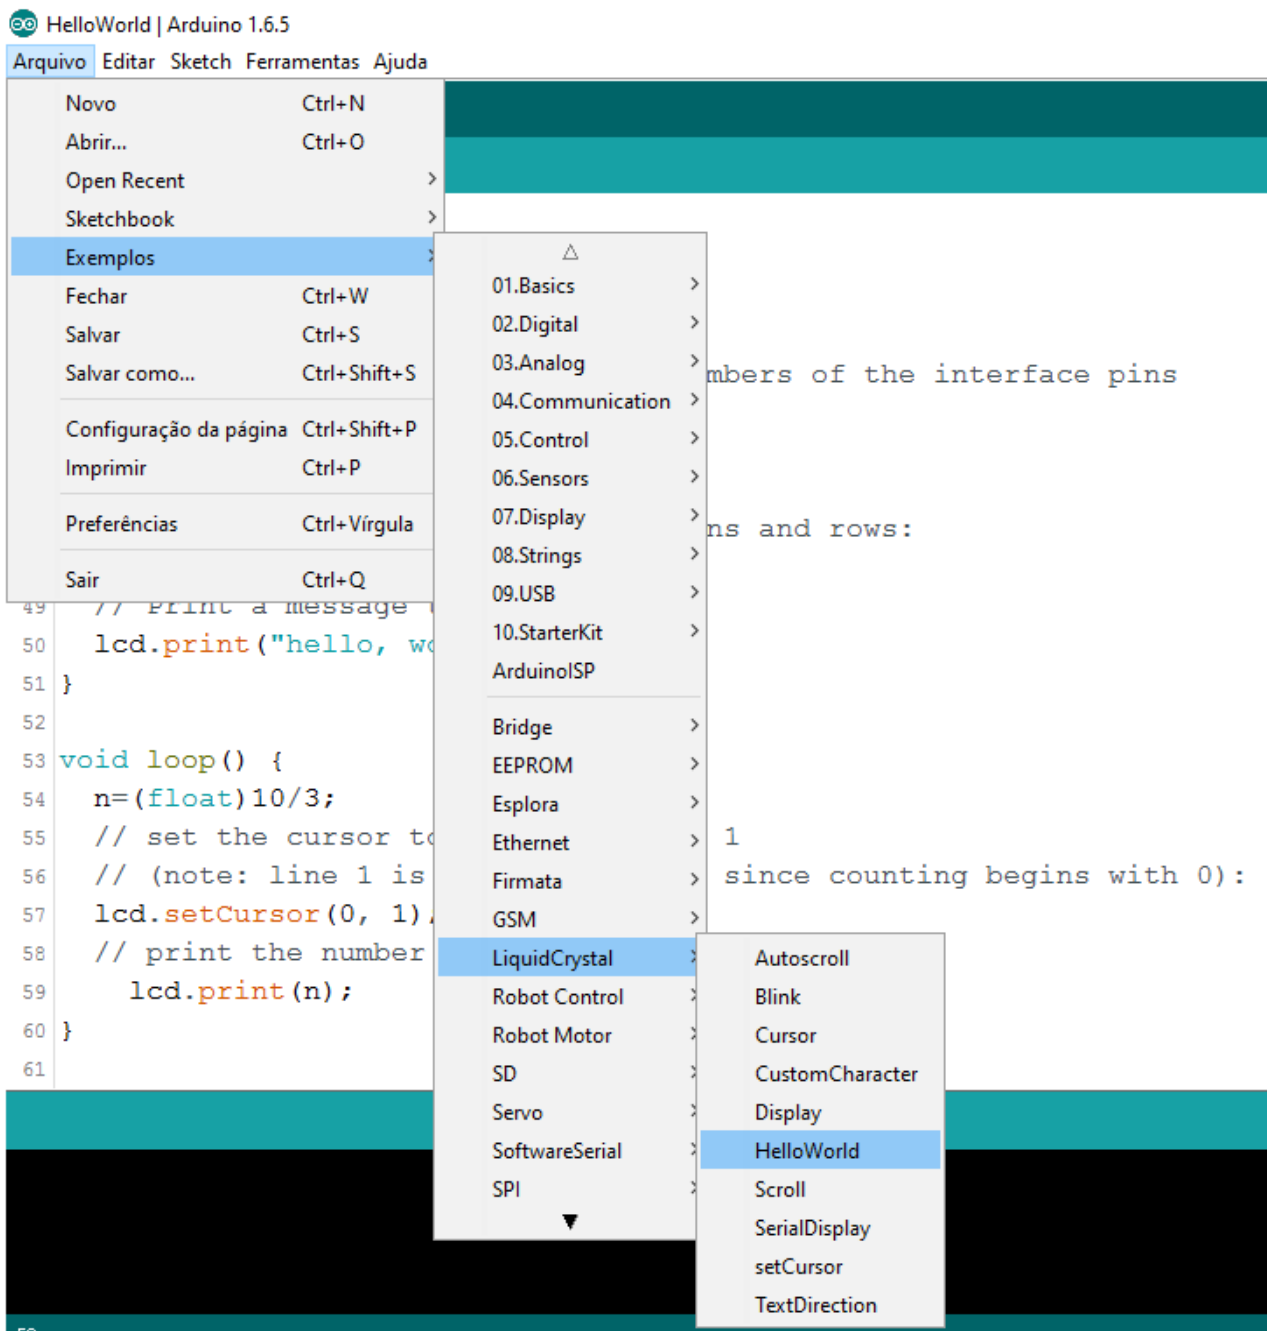 HelloWorld | Arduino 1.6.5
Arquivo Editar Sketch Ferramentas Ajuda
Novo Ctrl+N
Abrir... Ctrl+O
Open Recent
Sketchbook
Exemplos
Fechar Ctrl+W
Salvar Ctrl+S
Salvar como... Ctrl+Shift+S
Configuração da página Ctrl+Shift+P
Imprimir Ctrl+P
Preferências Ctrl+Vírgula
Sair Ctrl+Q
01.Basics
02.Digital
03.Analog
04.Communication
05.Control
06.Sensors
07.Display
08.Strings
09.USB
10.StarterKit
ArduinoISP
Bridge
EEPROM
Esplora
Ethernet
Firmata
GSM
LiquidCrystal
Robot Control
Robot Motor
SD
Servo
SoftwareSerial
SPI
Autoscroll
Blink
Cursor
CustomCharacter
Display
HelloWorld
Scroll
SerialDisplay
setCursor
TextDirection
mbers of the interface pins
ns and rows:
49 // Print a message
50 lcd.print("hello, wo
51 }
52
53 void loop() {
54 n=(float)10/3;
55 // set the cursor to 1
56 // (note: line 1 is since counting begins with 0):
57 lcd.setCursor(0, 1)
58 // print the number
59 lcd.print(n);
60 }
61